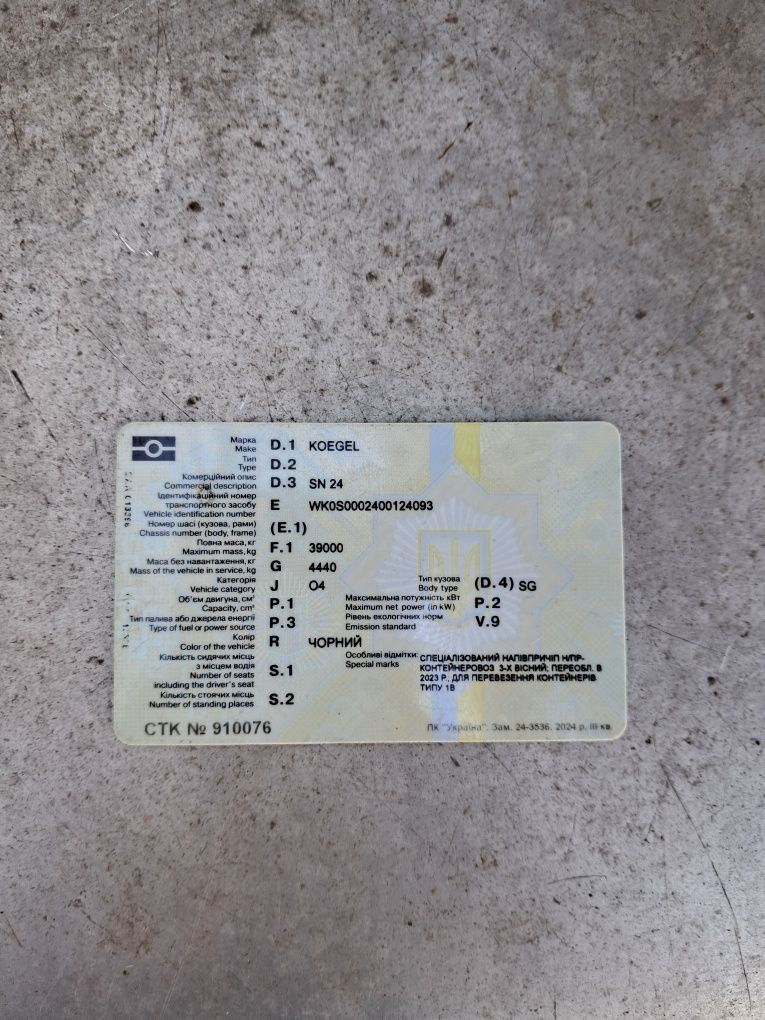 Марка
Make D.1 KOEGEL
Тип
Type D.2
Комерційний опис
Commercial description D.3 SN 24
Ідентифікаційний номер
транспортного засобу
Vehicle identification number E WK0S0002400124093
Номер шасі (кузова, рами)
Chassis number (body, frame) (E.1)
Повна маса, кг
Maximum mass, kg F.1 39000
Маса без навантаження, кг
Mass of the vehicle in service, kg G 4440
Категорія
Vehicle category J O4
Тип кузова
Body type (D.4) SG
Об'єм двигуна, см³
Capacity, cm³ P.1
Максимальна потужність кВт
Maximum net power (in kW) P.2
Тип палива або джерела енергії
Type of fuel or power source P.3
Рівень екологічних норм
Emission standard V.9
Колір
Color of the vehicle R ЧОРНИЙ
Кількість сидячих місць
з місцем водія
Number of seats
including the driver's seat S.1
Кількість стоячих місць
Number of standing places S.2
Особливі відмітки:
Special marks
СПЕЦІАЛІЗОВАНИЙ НАПІВПРИЧІП Н/ПР-
КОНТЕЙНЕРОВОЗ 3-Х ВІСНИЙ; ПЕРЕОБЛ. В
2023 Р., ДЛЯ ПЕРЕВЕЗЕННЯ КОНТЕЙНЕРІВ
ТИПУ 1В
СТК № 910076
ПК "Україна". Зам. 24-3536. 2024 р. III кв.